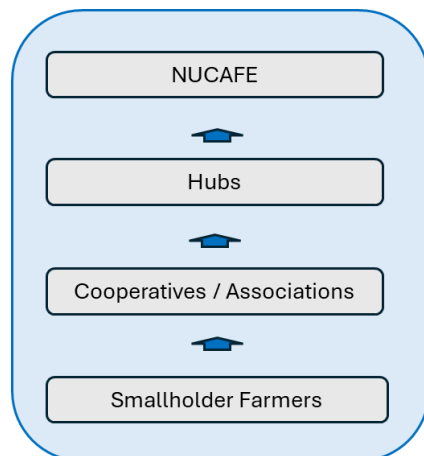 NUCAFE
Hubs
Cooperatives / Associations
Smallholder Farmers